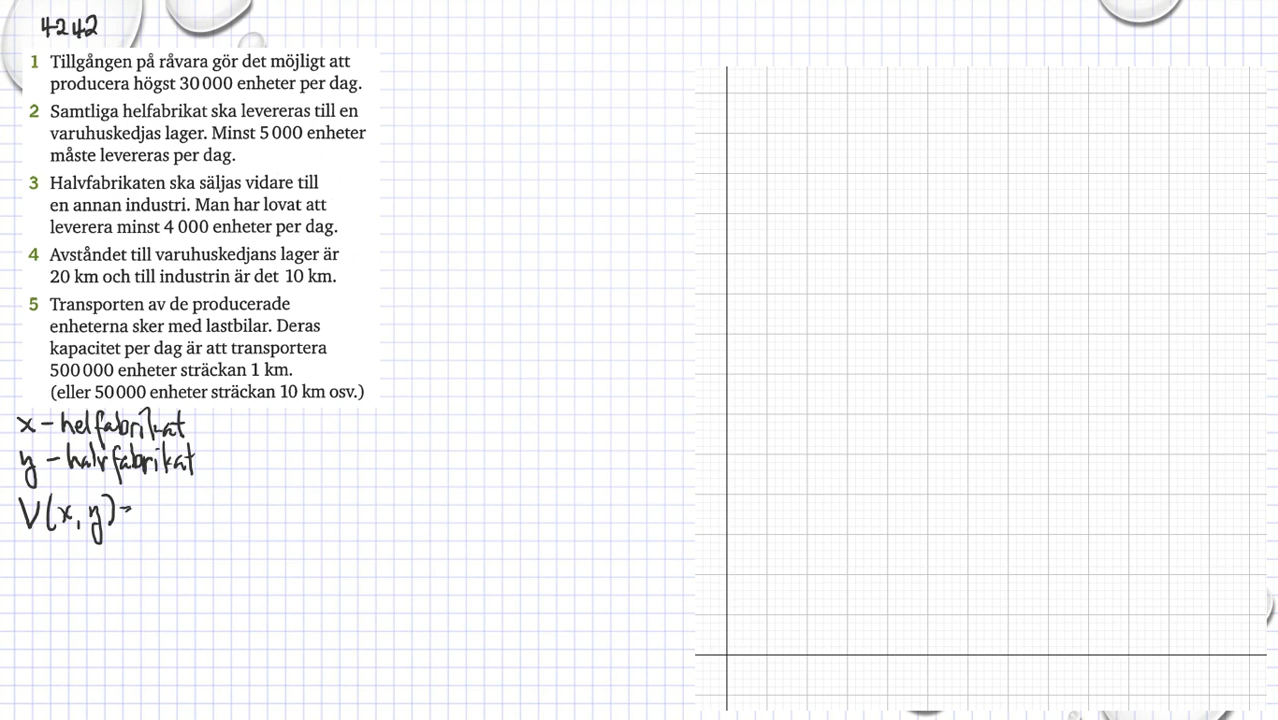 4242
1 Tillgången på råvara gör det möjligt att
producera högst 30 000 enheter per dag.
2 Samtliga helfabrikat ska levereras till en
varuhuskedjas lager. Minst 5 000 enheter
måste levereras per dag.
3 Halvfabrikaten ska säljas vidare till
en annan industri. Man har lovat att
leverera minst 4 000 enheter per dag.
4 Avståndet till varuhuskedjans lager är
20 km och till industrin är det 10 km.
5 Transporten av de producerade
enheterna sker med lastbilar. Deras
kapacitet per dag är att transportera
500 000 enheter sträckan 1 km.
(eller 50 000 enheter sträckan 10 km osv.)
x – helfabrikat
y – halvfabrikat
V(x, y) =